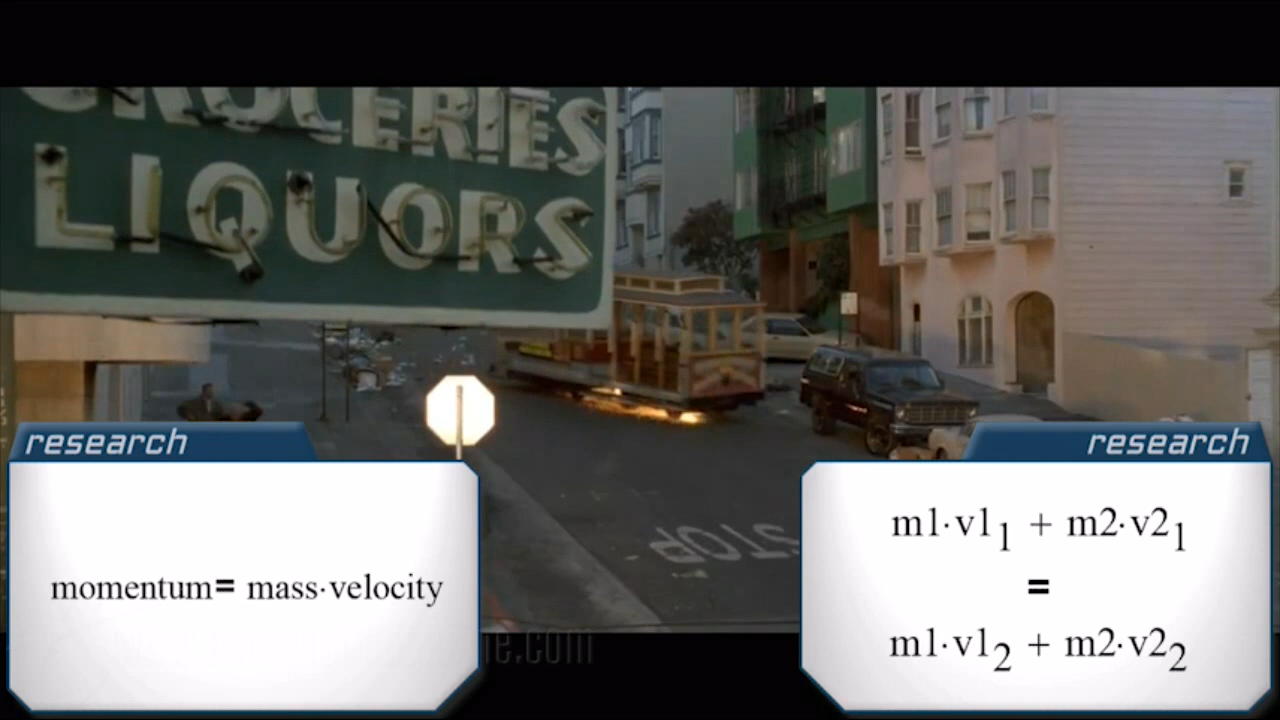 GROCERIES
LIQUORS
research
momentum= mass·velocity
research
m1·v1₁ + m2·v2₁
=
m1·v1₂ + m2·v2₂
STOP